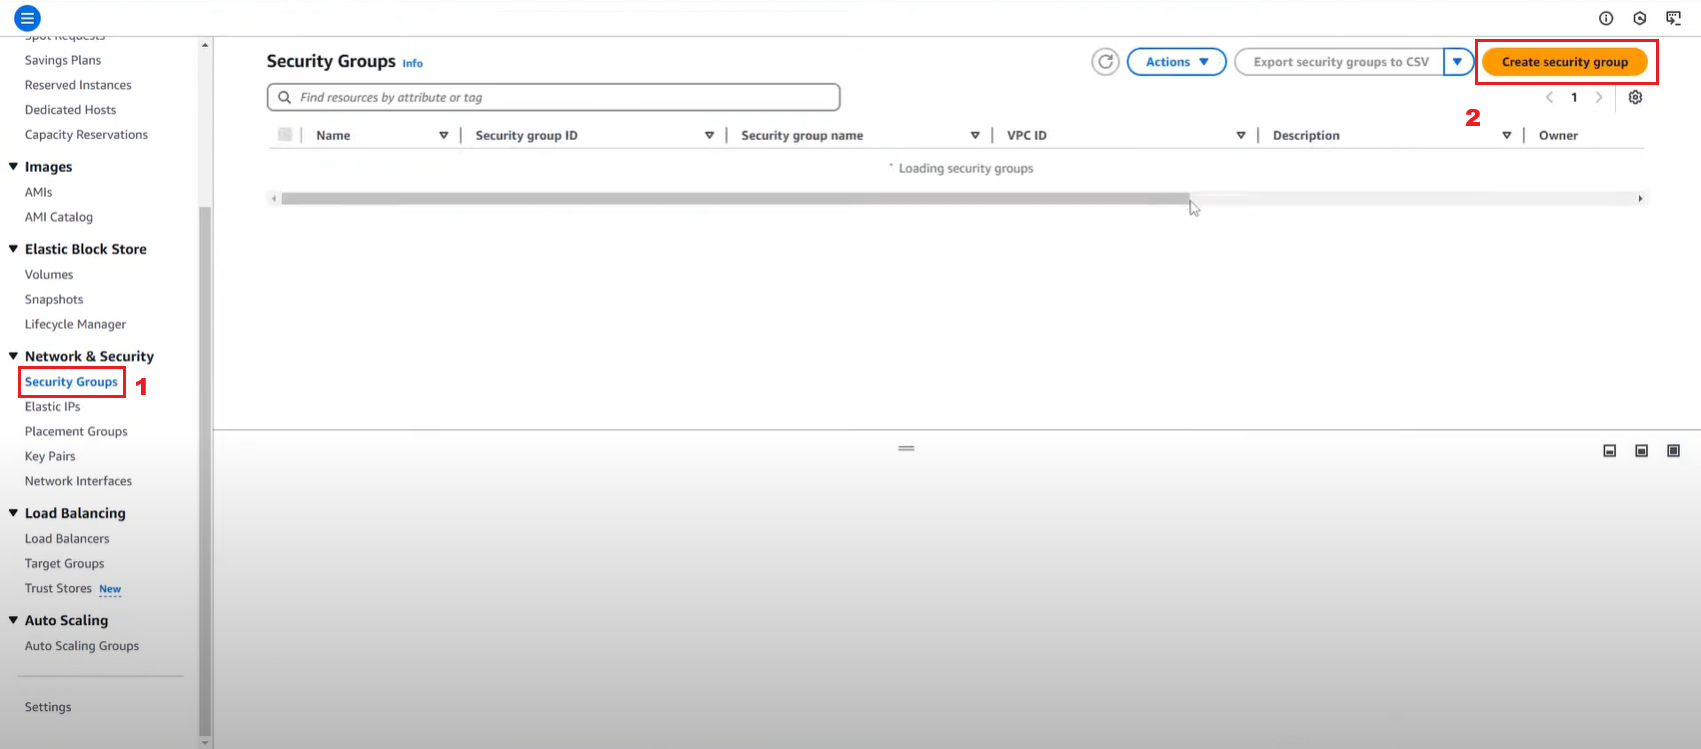 Spot Requests
Savings Plans
Reserved Instances
Dedicated Hosts
Capacity Reservations
Images
AMIs
AMI Catalog
Elastic Block Store
Volumes
Snapshots
Lifecycle Manager
Network & Security
Security Groups 1
Elastic IPs
Placement Groups
Key Pairs
Network Interfaces
Load Balancing
Load Balancers
Target Groups
Trust Stores New
Auto Scaling
Auto Scaling Groups
Settings
Security Groups Info
Actions
Export security groups to CSV
Create security group
Find resources by attribute or tag
1
2
Name Security group ID Security group name VPC ID Description Owner
Loading security groups